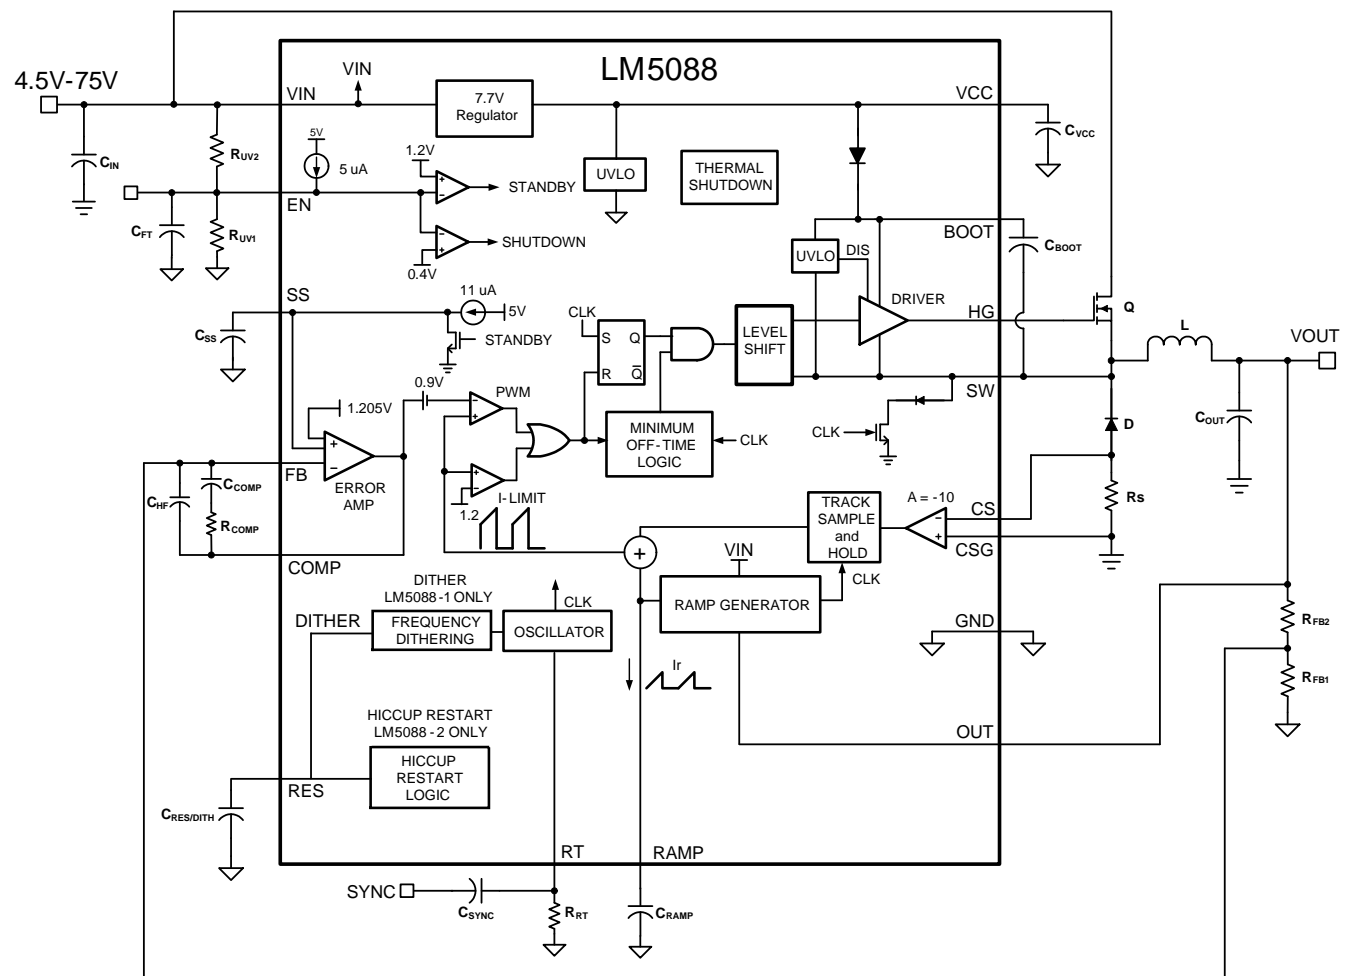 LM5088
4.5V-75V
VIN
VIN
7.7V
Regulator
VCC
CVCC
CIN
RUV2
5V
5 uA
1.2V
STANDBY
UVLO
THERMAL
SHUTDOWN
EN
CFT
RUV1
SHUTDOWN
0.4V
BOOT
CBOOT
UVLO
DIS
DRIVER
HG
Q
SS
11 uA
5V
CSS
STANDBY
CLK
S
Q
R
Q
LEVEL
SHIFT
L
VOUT
SW
0.9V
PWM
1.205V
MINIMUM
OFF-TIME
LOGIC
CLK
CLK
D
COUT
FB
ERROR
AMP
CHF
CCOMP
RCOMP
COMP
1.2
I-LIMIT
TRACK
SAMPLE
and
HOLD
A = -10
CS
CSG
Rs
VIN
CLK
RAMP GENERATOR
DITHER
LM5088-1 ONLY
CLK
DITHER
FREQUENCY
DITHERING
OSCILLATOR
GND
RFB2
RFB1
Ir
HICCUP RESTART
LM5088-2 ONLY
HICCUP
RESTART
LOGIC
OUT
RES
CRES/DITH
RT
RAMP
SYNC
CSYNC
RRT
CRAMP